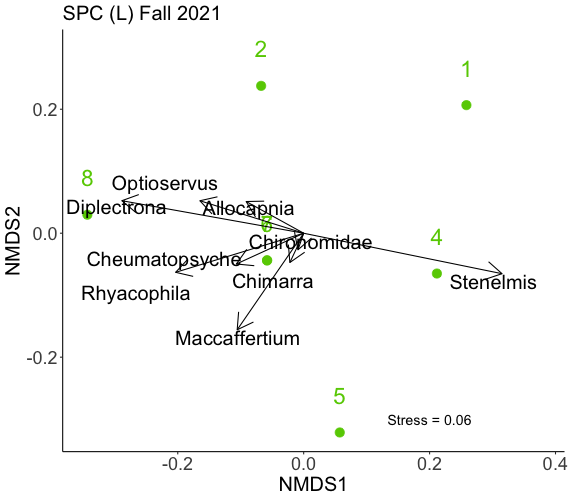 SPC (L) Fall 2021
2
1
0.2
8
Optioservus
Diplectrona
Allocapnia
4
0.0
Chironomidae
Cheumatopsyche
Stenelmis
Chimarra
Rhyacophila
Maccaffertium
-0.2
5
Stress = 0.06
-0.2
0.0
0.2
0.4
NMDS1
NMDS2